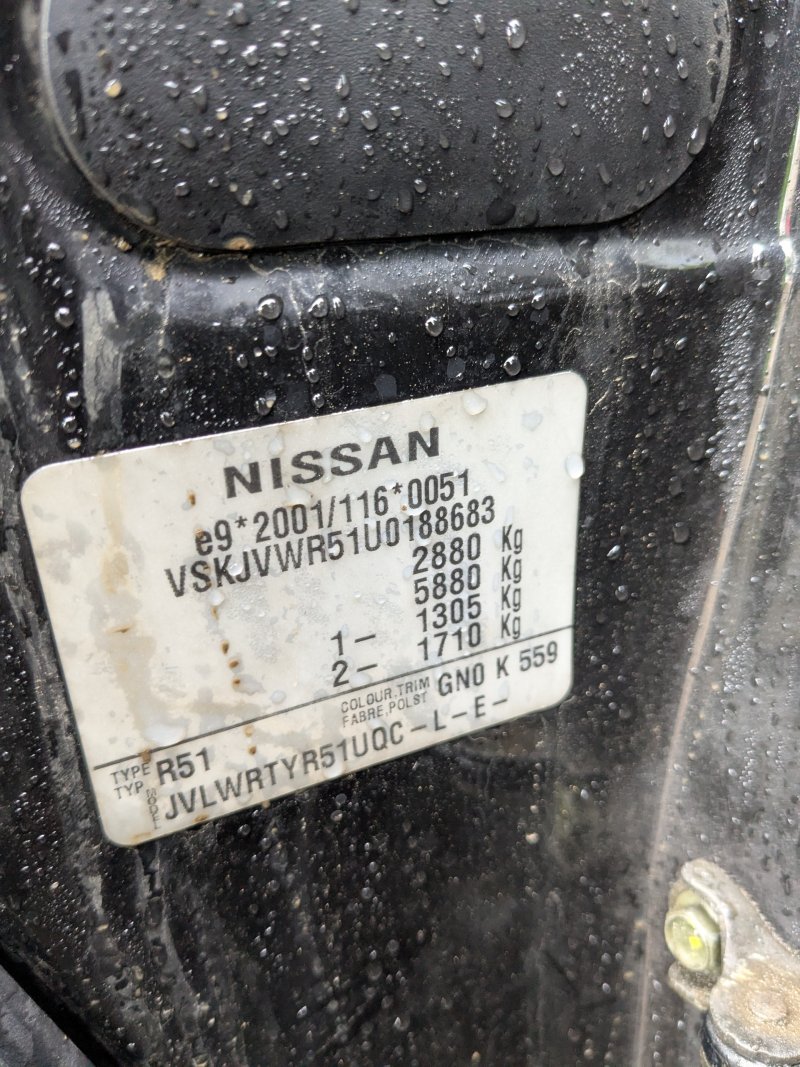 NISSAN
e9*2001/116*0051
VSKJVWR51U0188683
2880 Kg
5880 Kg
1- 1305 Kg
2- 1710 Kg
COLOUR,TRIM GN0 K 559
FABRE,POLST
TYPE R51
TYP
MODEL JVLWRTYR51UQC-L-E-